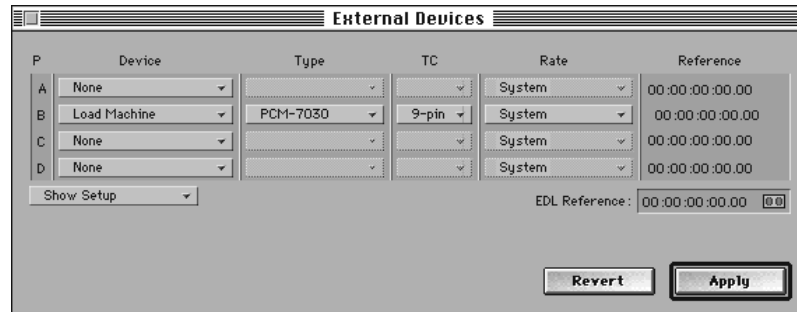 External Devices
P Device Type TC Rate Reference
A None System 00:00:00:00.00
B Load Machine PCM-7030 9-pin System 00:00:00:00.00
C None System 00:00:00:00.00
D None System 00:00:00:00.00
Show Setup EDL Reference: 00:00:00:00.00
Revert Apply